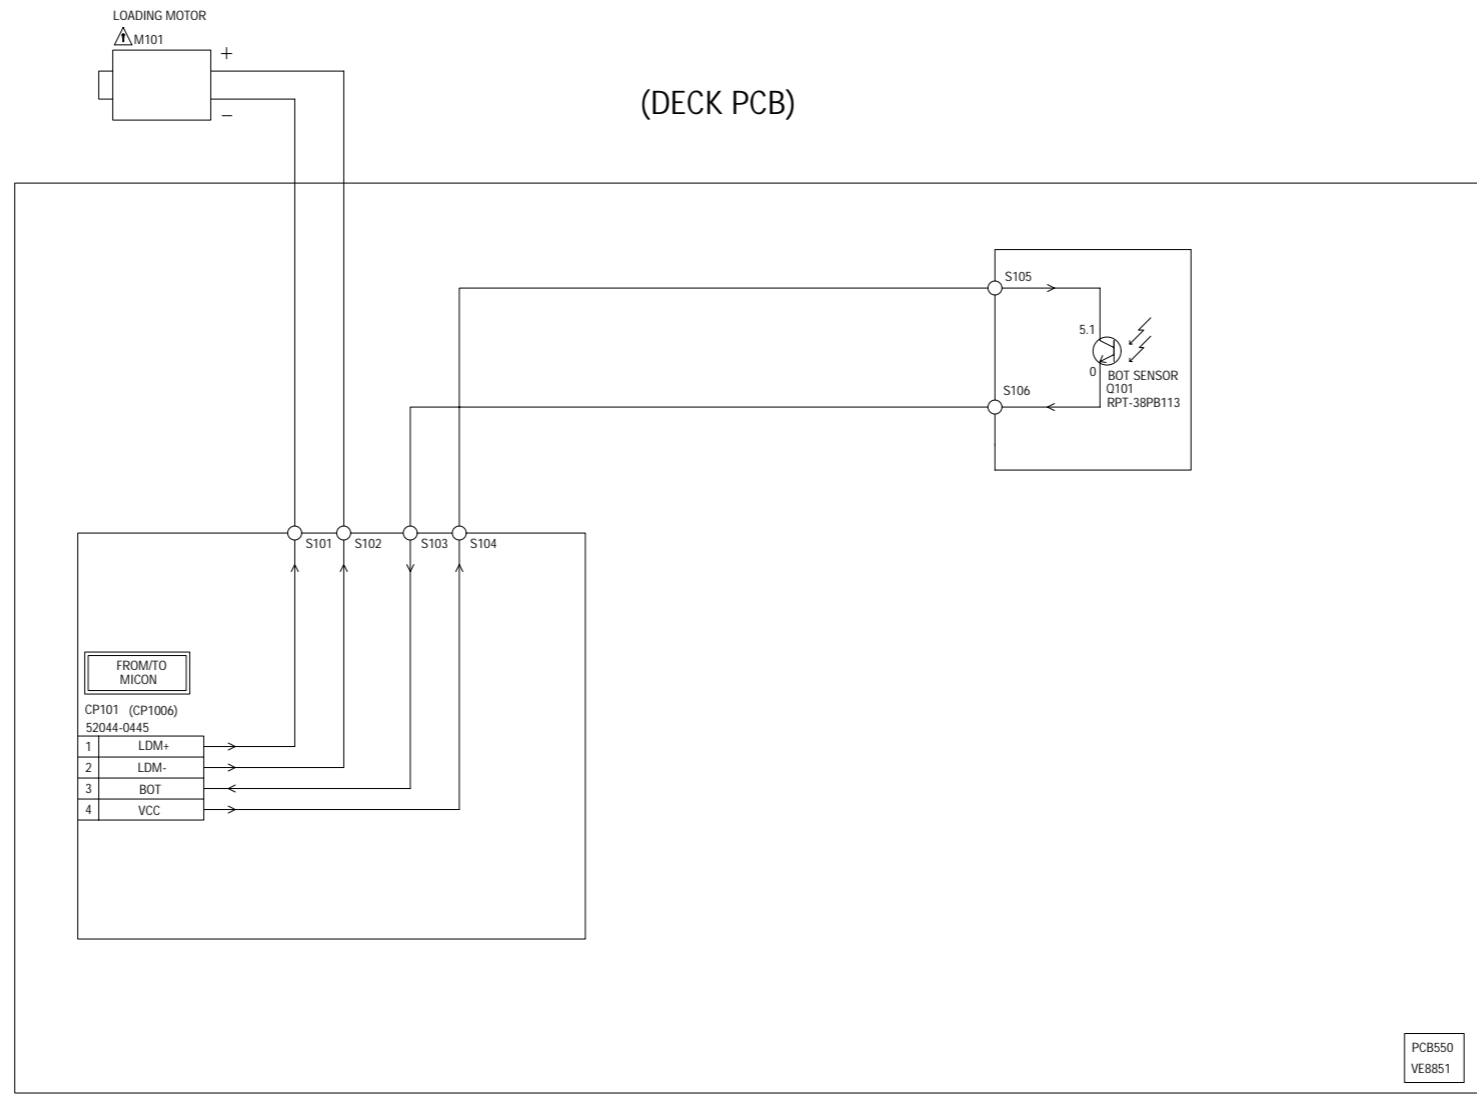 LOADING MOTOR
M101
+
−
(DECK PCB)
S105
5.1
0
BOT SENSOR
Q101
RPT-38PB113
S106
S101
S102
S103
S104
FROM/TO
MICON
CP101 (CP1006)
52044-0445
1 LDM+
2 LDM-
3 BOT
4 VCC
PCB550
VE8851